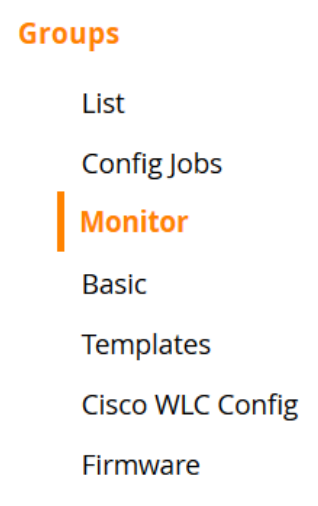 Groups
List
Config Jobs
Monitor
Basic
Templates
Cisco WLC Config
Firmware